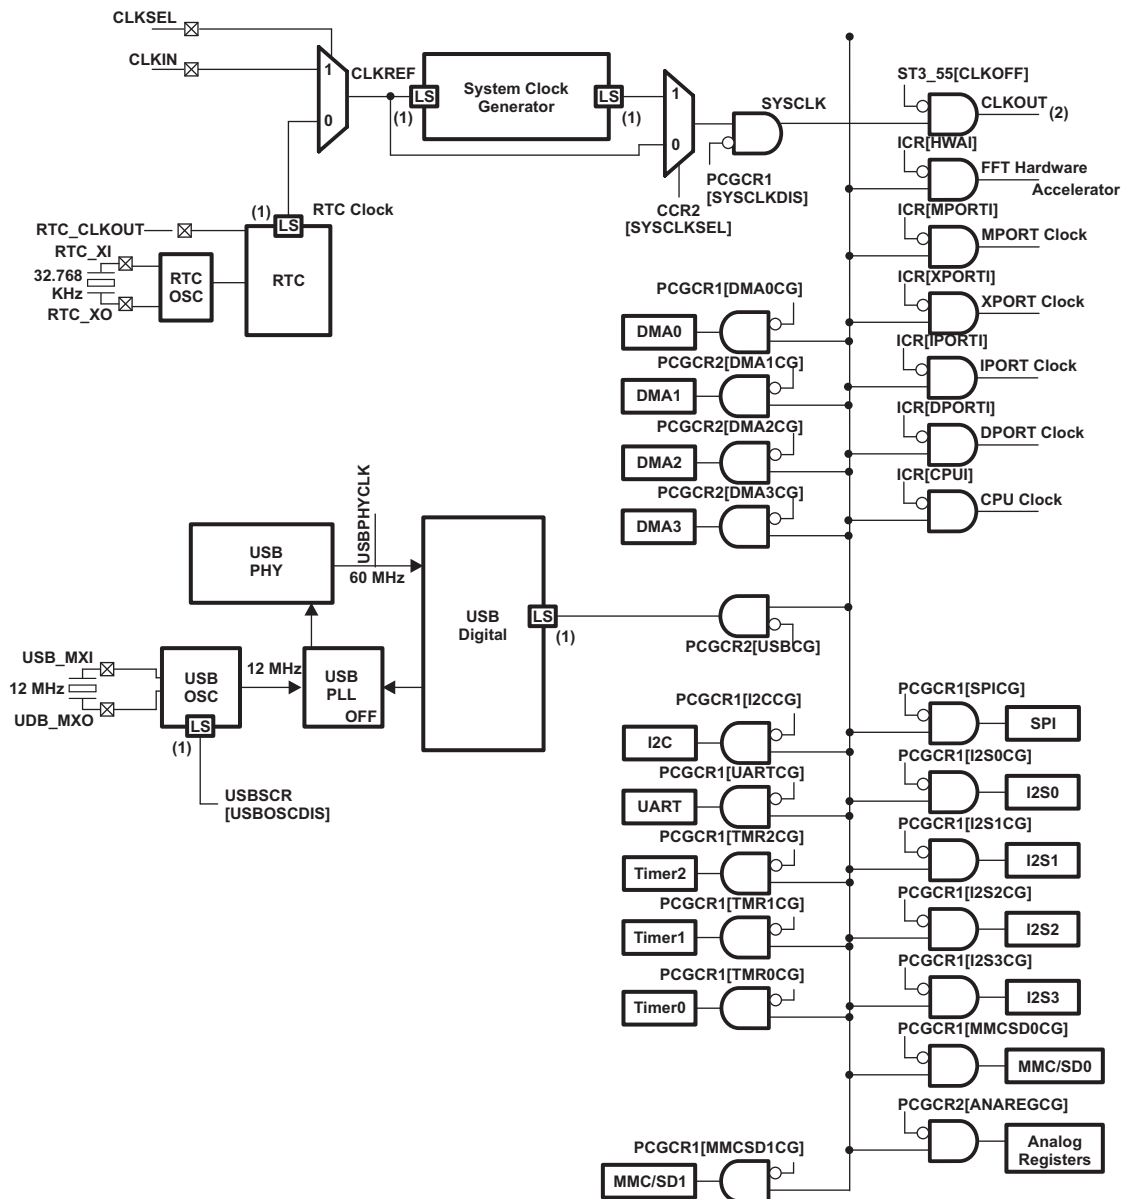 CLKSEL
CLKIN
1
0
CLKREF
LS
(1)
System Clock
Generator
LS
(1)
1
0
SYSCLK
PCGCR1
[SYSCLKDIS]
CCR2
[SYSCLKSEL]
RTC_CLKOUT
(1)
LS
RTC Clock
RTC_XI
32.768
KHz
RTC_XO
RTC
OSC
RTC
ST3_55[CLKOFF]
CLKOUT
(2)
ICR[HWAI]
FFT Hardware
Accelerator
ICR[MPORTI]
MPORT Clock
ICR[XPORTI]
XPORT Clock
ICR[IPORTI]
IPORT Clock
ICR[DPORTI]
DPORT Clock
ICR[CPUI]
CPU Clock
PCGCR1[DMA0CG]
DMA0
PCGCR2[DMA1CG]
DMA1
PCGCR2[DMA2CG]
DMA2
PCGCR2[DMA3CG]
DMA3
USB
PHY
USBPHYCLK
60 MHz
USB
Digital
LS
(1)
PCGCR2[USBCG]
USB_MXI
12 MHz
UDB_MXO
USB
OSC
LS
(1)
12 MHz
USB
PLL
OFF
USBSCR
[USBOSCDIS]
PCGCR1[I2CCG]
I2C
PCGCR1[UARTCG]
UART
PCGCR1[TMR2CG]
Timer2
PCGCR1[TMR1CG]
Timer1
PCGCR1[TMR0CG]
Timer0
PCGCR1[SPICG]
SPI
PCGCR1[I2S0CG]
I2S0
PCGCR1[I2S1CG]
I2S1
PCGCR1[I2S2CG]
I2S2
PCGCR1[I2S3CG]
I2S3
PCGCR1[MMCSD0CG]
MMC/SD0
PCGCR2[ANAREGCG]
Analog
Registers
PCGCR1[MMCSD1CG]
MMC/SD1